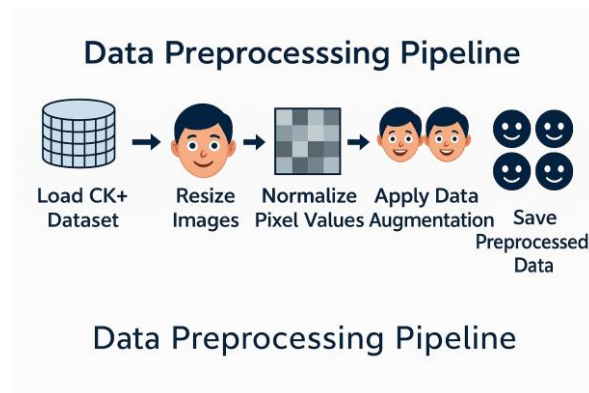 Data Preprocesssing Pipeline
Load CK+
Dataset
Resize
Images
Normalize
Pixel Values
Apply Data
Augmentation
Save
Preprocessed
Data
Data Preprocessing Pipeline